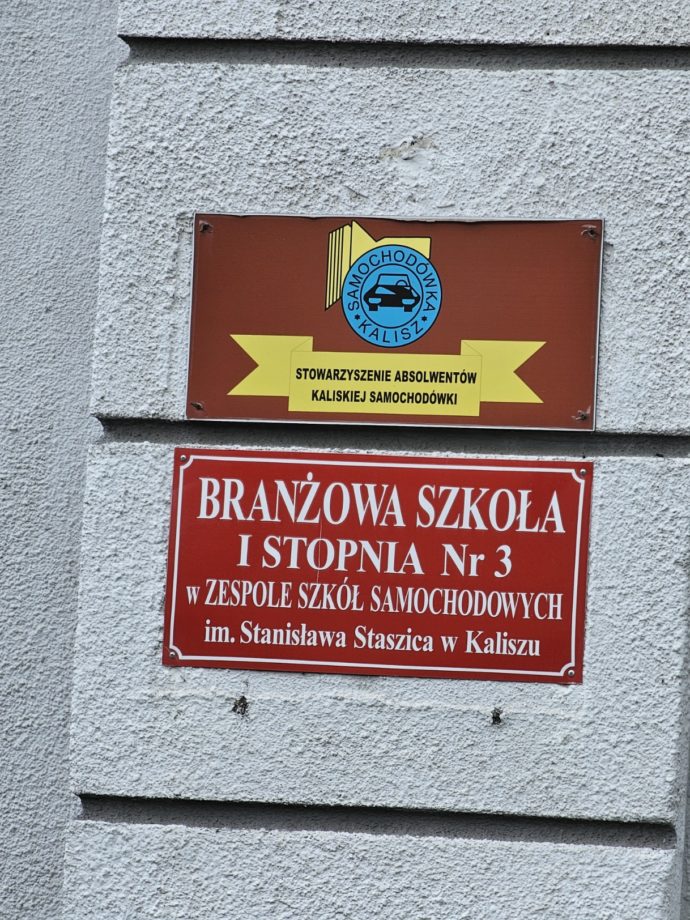 SAMOCHODÓWKA
KALISZ
STOWARZYSZENIE ABSOLWENTÓW
KALISKIEJ SAMOCHODÓWKI
BRANŻOWA SZKOŁA
I STOPNIA Nr 3
w ZESPOLE SZKÓŁ SAMOCHODOWYCH
im. Stanisława Staszica w Kaliszu